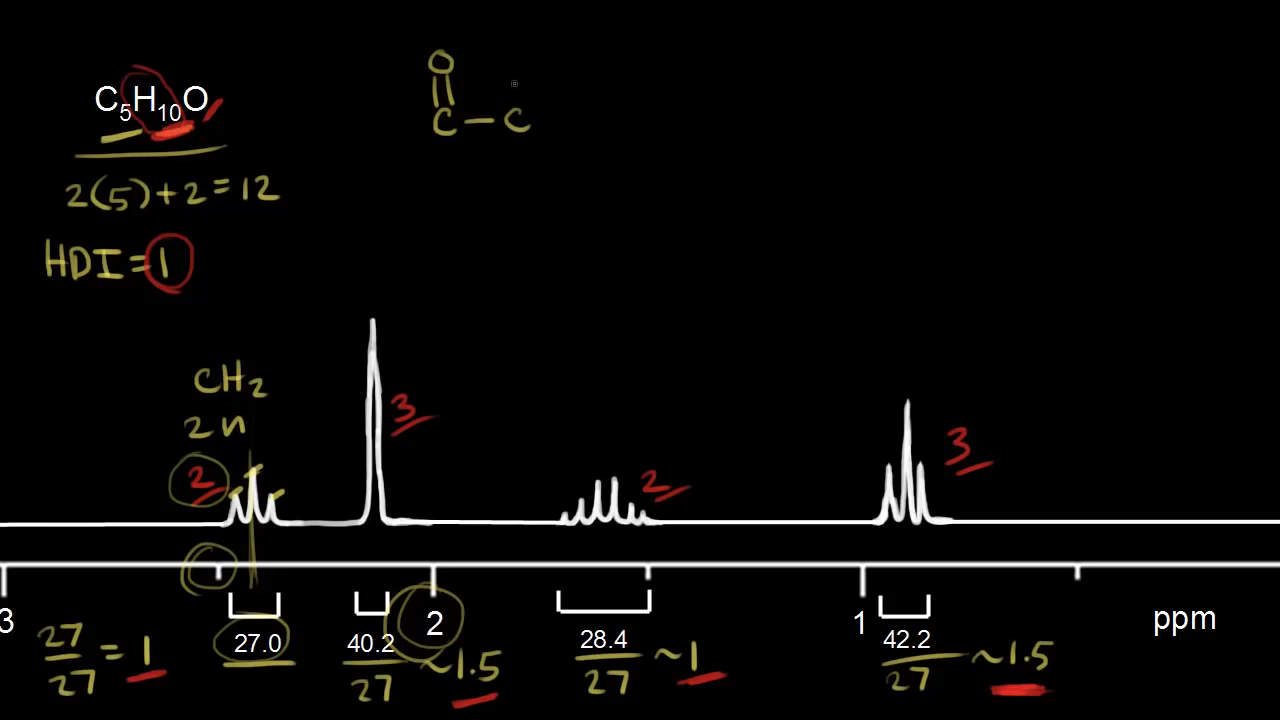 O
||
C – C
C5H10O
2(5)+2=12
HDI=1
CH2
2n
2
3
2
3
3
2
1
ppm
27/27 = 1
27.0
40.2/27 ~1.5
28.4/27 ~1
42.2/27 ~1.5